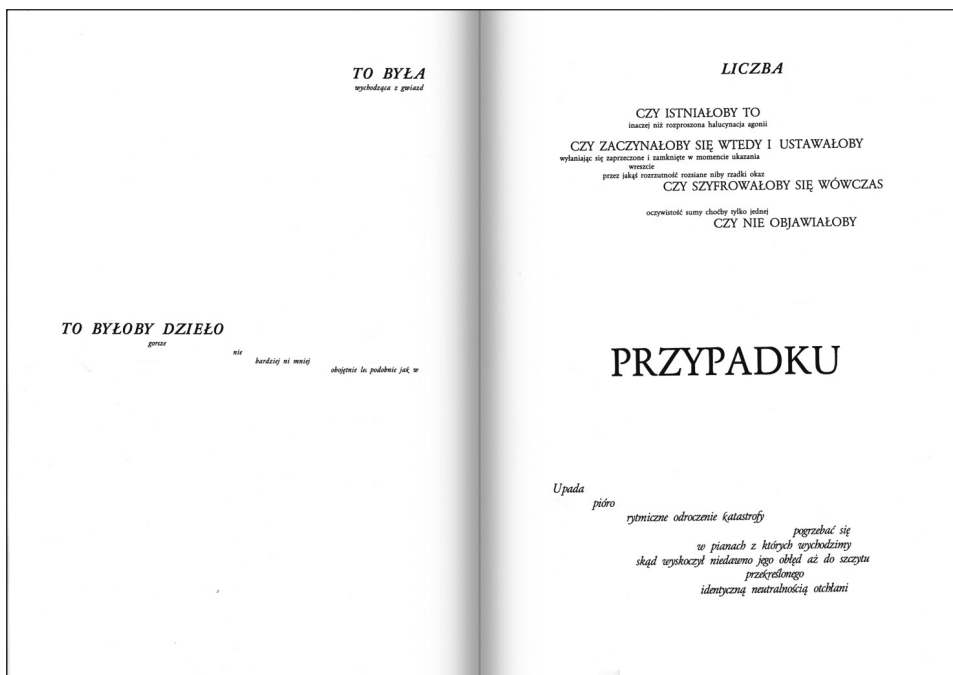 TO BYŁA
wychodząca z gwiazd
TO BYŁOBY DZIEŁO
gorsze
nie
bardziej ni mniej
obojętnie lecz podobnie jak w
LICZBA
CZY ISTNIAŁOBY TO
inaczej niż rozproszona halucynacja agonii
CZY ZACZYNAŁOBY SIĘ WTEDY I USTAWAŁOBY
wyłaniając się zaprzeczone i zamknięte w momencie ukazania
wreszcie
przez jakąś rozrzutność rozsiane niby rzadki okaz
CZY SZYFROWAŁOBY SIĘ WÓWCZAS
oczywistość sumy choćby tylko jednej
CZY NIE OBJAWIAŁOBY
PRZYPADKU
Upada
pióro
rytmiczne odroczenie katastrofy
pogrzebać się
w pianach z których wychodzimy
skąd wyskoczył niedawno jego obłęd aż do szczytu
przekreślonego
identyczną neutralnością otchłani